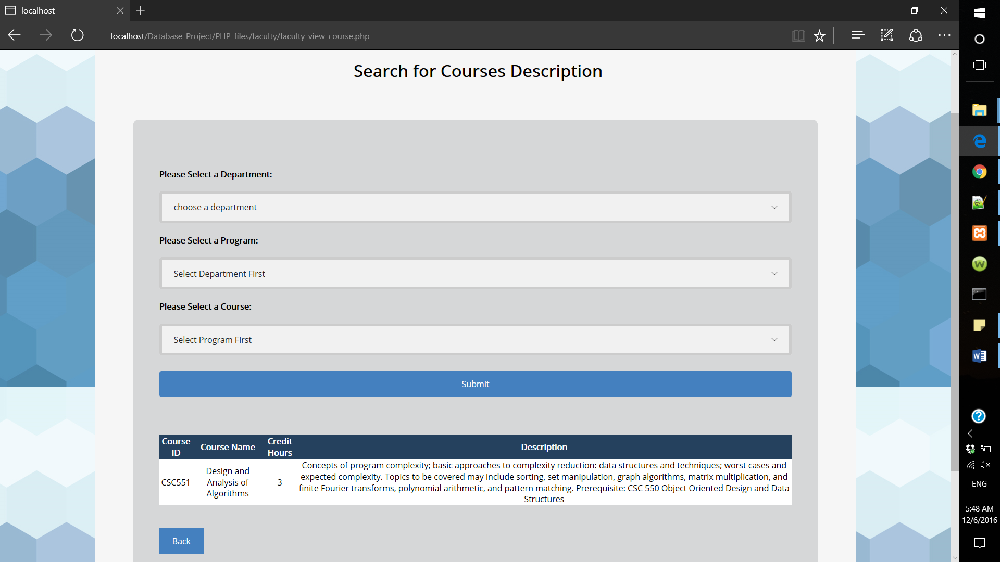 localhost
localhost/Database_Project/PHP_files/faculty/faculty_view_course.php
Search for Courses Description
Please Select a Department:
choose a department
Please Select a Program:
Select Department First
Please Select a Course:
Select Program First
Submit
Course ID
Course Name
Credit Hours
Description
CSC551
Design and
Analysis of
Algorithms
3
Concepts of program complexity; basic approaches to complexity reduction: data structures and techniques; worst cases and
expected complexity. Topics to be covered may include sorting, set manipulation, graph algorithms, matrix multiplication, and
finite Fourier transforms, polynomial arithmetic, and pattern matching. Prerequisite: CSC 550 Object Oriented Design and Data
Structures
Back
ENG
5:48 AM
12/6/2016